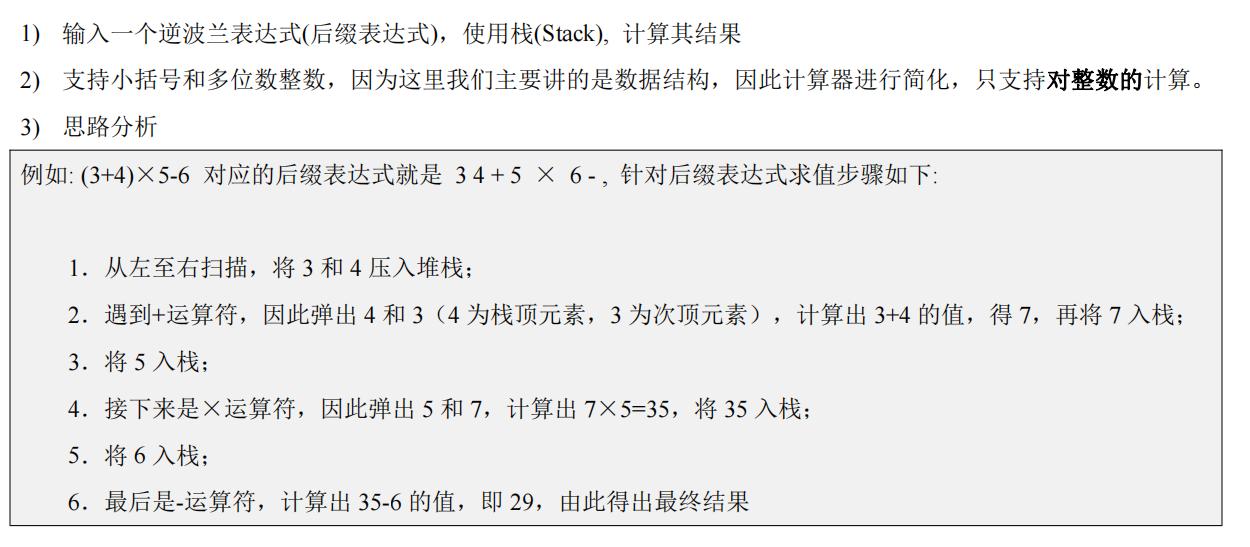 1) 输入一个逆波兰表达式(后缀表达式)，使用栈(Stack), 计算其结果
2) 支持小括号和多位数整数，因为这里我们主要讲的是数据结构，因此计算器进行简化，只支持对整数的计算。
3) 思路分析
例如: (3+4)×5-6 对应的后缀表达式就是 3 4 + 5 × 6 - , 针对后缀表达式求值步骤如下:
1．从左至右扫描，将 3 和 4 压入堆栈；
2．遇到+运算符，因此弹出 4 和 3（4 为栈顶元素，3 为次顶元素），计算出 3+4 的值，得 7，再将 7 入栈；
3．将 5 入栈；
4．接下来是×运算符，因此弹出 5 和 7，计算出 7×5=35，将 35 入栈；
5．将 6 入栈；
6．最后是-运算符，计算出 35-6 的值，即 29，由此得出最终结果